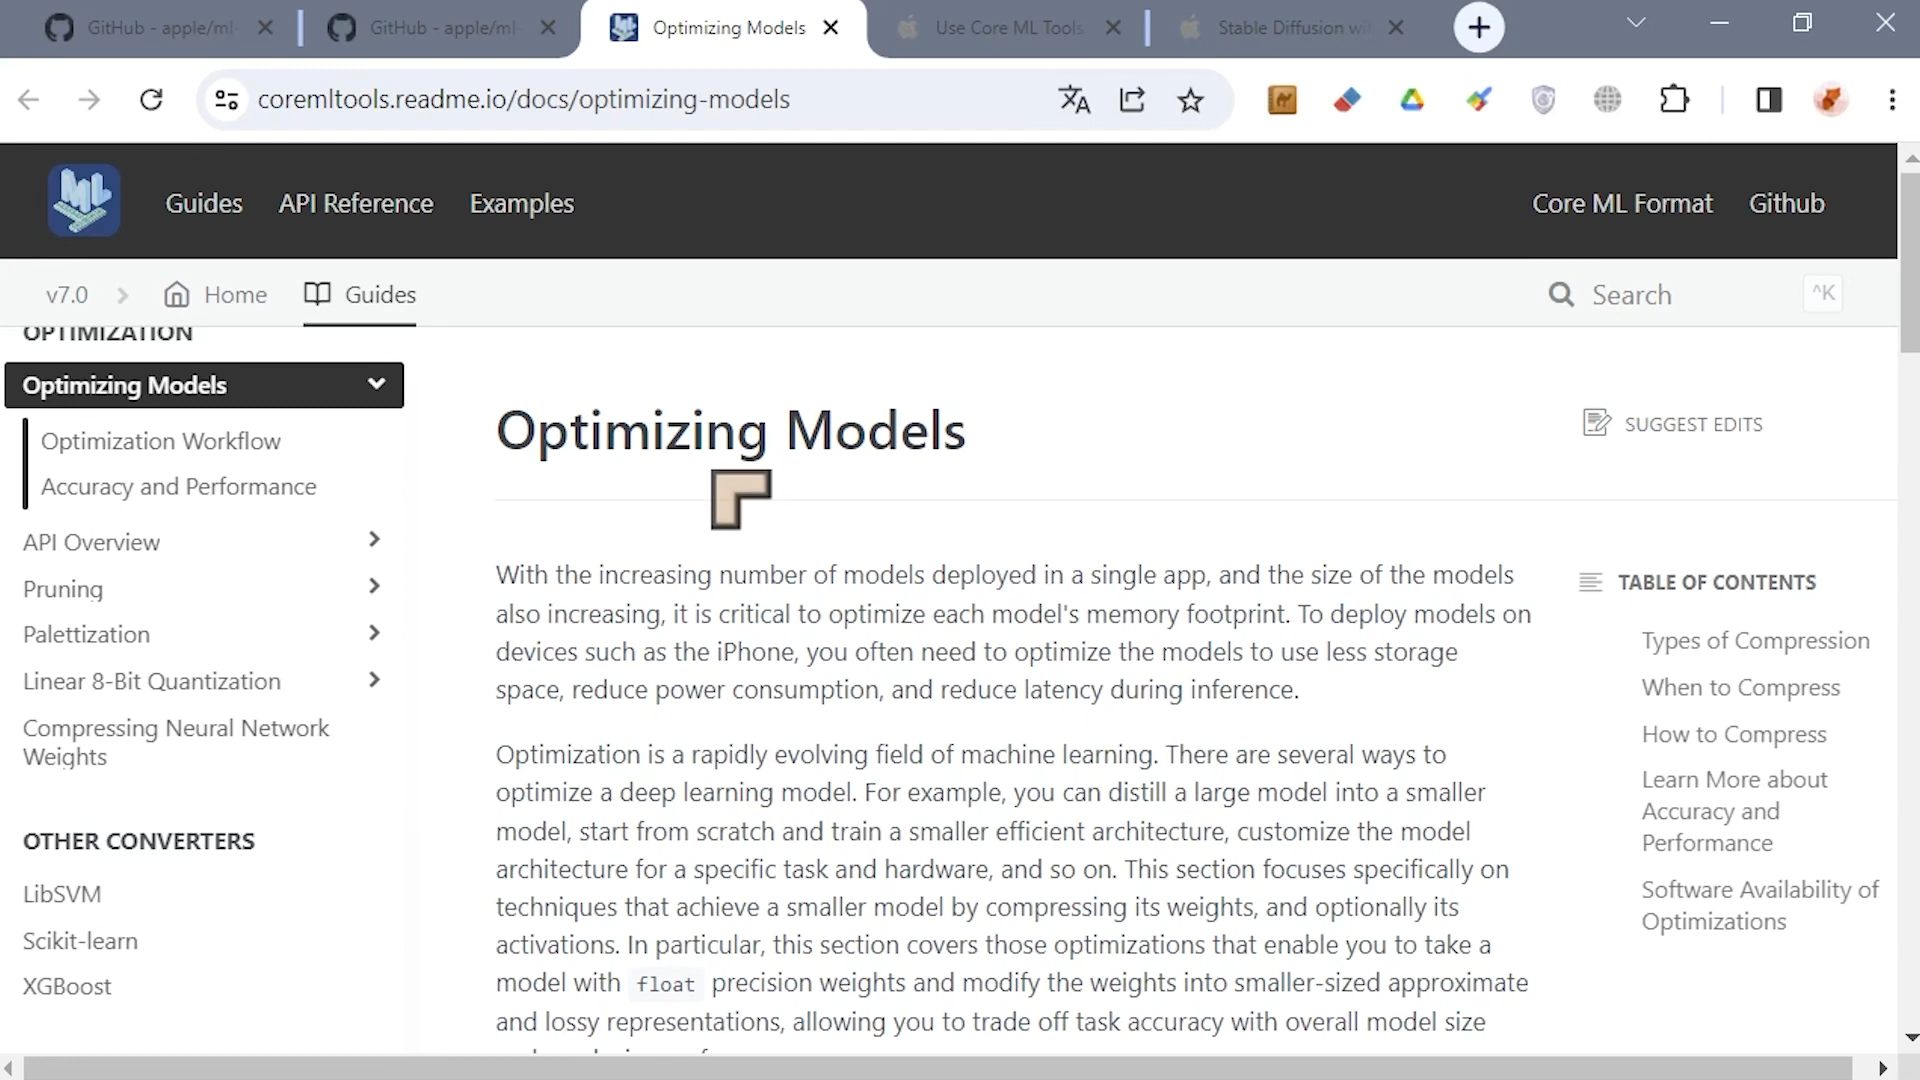 GitHub - apple/ml-
GitHub - apple/ml
Optimizing Models
Use Core ML Tools
Stable Diffusion wit
coremltools.readme.io/docs/optimizing-models
ML
Guides
API Reference
Examples
Core ML Format
Github
v7.0
Home
Guides
Search
^K
OPTIMIZATION
Optimizing Models
Optimization Workflow
Accuracy and Performance
API Overview
Pruning
Palettization
Linear 8-Bit Quantization
Compressing Neural Network
Weights
OTHER CONVERTERS
LibSVM
Scikit-learn
XGBoost
Optimizing Models
SUGGEST EDITS
With the increasing number of models deployed in a single app, and the size of the models
also increasing, it is critical to optimize each model's memory footprint. To deploy models on
devices such as the iPhone, you often need to optimize the models to use less storage
space, reduce power consumption, and reduce latency during inference.
Optimization is a rapidly evolving field of machine learning. There are several ways to
optimize a deep learning model. For example, you can distill a large model into a smaller
model, start from scratch and train a smaller efficient architecture, customize the model
architecture for a specific task and hardware, and so on. This section focuses specifically on
techniques that achieve a smaller model by compressing its weights, and optionally its
activations. In particular, this section covers those optimizations that enable you to take a
model with float precision weights and modify the weights into smaller-sized approximate
and lossy representations, allowing you to trade off task accuracy with overall model size
TABLE OF CONTENTS
Types of Compression
When to Compress
How to Compress
Learn More about
Accuracy and
Performance
Software Availability of
Optimizations